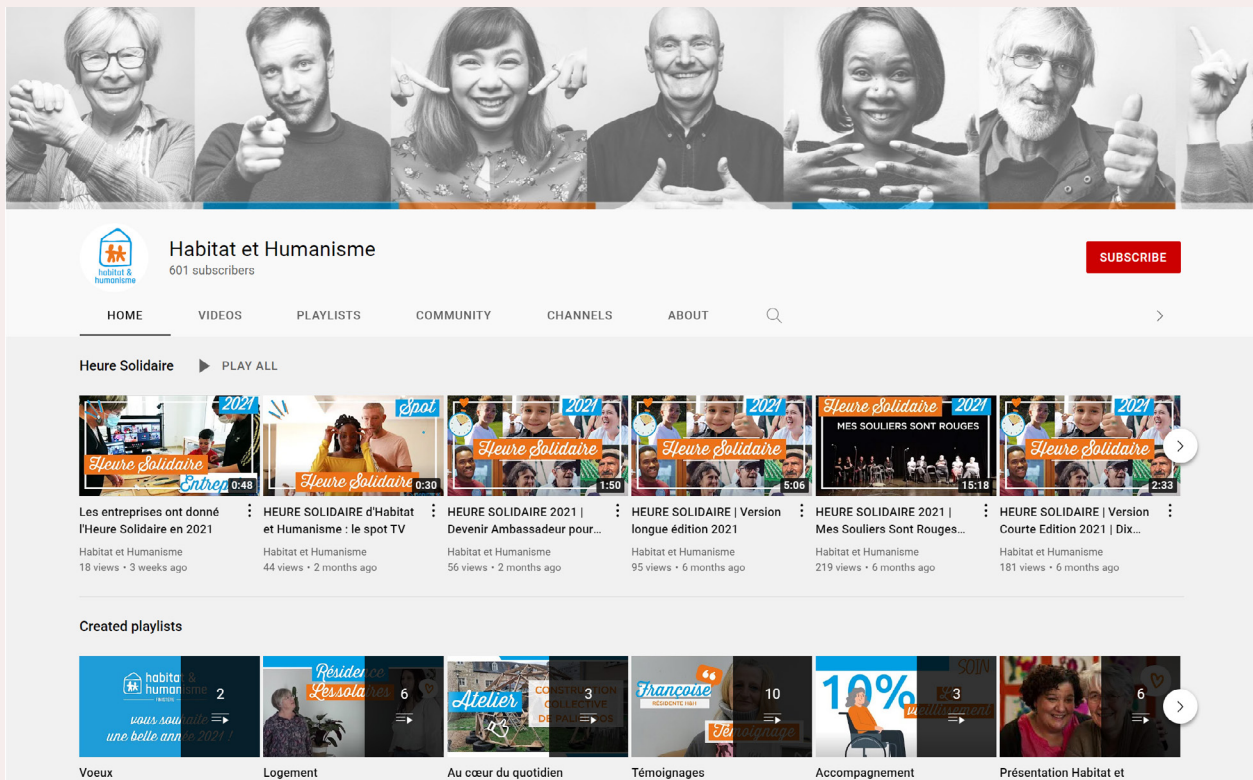 habitat &
humanisme
Habitat et Humanisme
601 subscribers
SUBSCRIBE
HOME
VIDEOS
PLAYLISTS
COMMUNITY
CHANNELS
ABOUT
Heure Solidaire
PLAY ALL
2021
Heure Solidaire
Entrep
0:48
Les entreprises ont donné
l'Heure Solidaire en 2021
Habitat et Humanisme
18 views • 3 weeks ago
Spot
Heure Solidaire
0:30
HEURE SOLIDAIRE d'Habitat
et Humanisme : le spot TV
Habitat et Humanisme
44 views • 2 months ago
2021
Heure Solidaire
1:50
HEURE SOLIDAIRE 2021 |
Devenir Ambassadeur pour...
Habitat et Humanisme
56 views • 2 months ago
2021
Heure Solidaire
5:06
HEURE SOLIDAIRE | Version
longue édition 2021
Habitat et Humanisme
95 views • 6 months ago
Heure Solidaire 2021
MES SOULIERS SONT ROUGES
15:18
HEURE SOLIDAIRE 2021 |
Mes Souliers Sont Rouges...
Habitat et Humanisme
219 views • 6 months ago
2021
Heure Solidaire
2:33
HEURE SOLIDAIRE | Version
Courte Edition 2021 | Dix...
Habitat et Humanisme
181 views • 6 months ago
Created playlists
habitat &
humanisme
vous souhaite
une belle année 2021 !
2
Voeux
Résidence
Lessolaires
6
Logement
Atelier
CONSTRUCTION
COLLECTIVE
DE
3
Au cœur du quotidien
Françoise
RÉSIDENTE H&H
Témoignage
10
Témoignages
10%
SOIN
vieillissement
3
Accompagnement
6
Présentation Habitat et